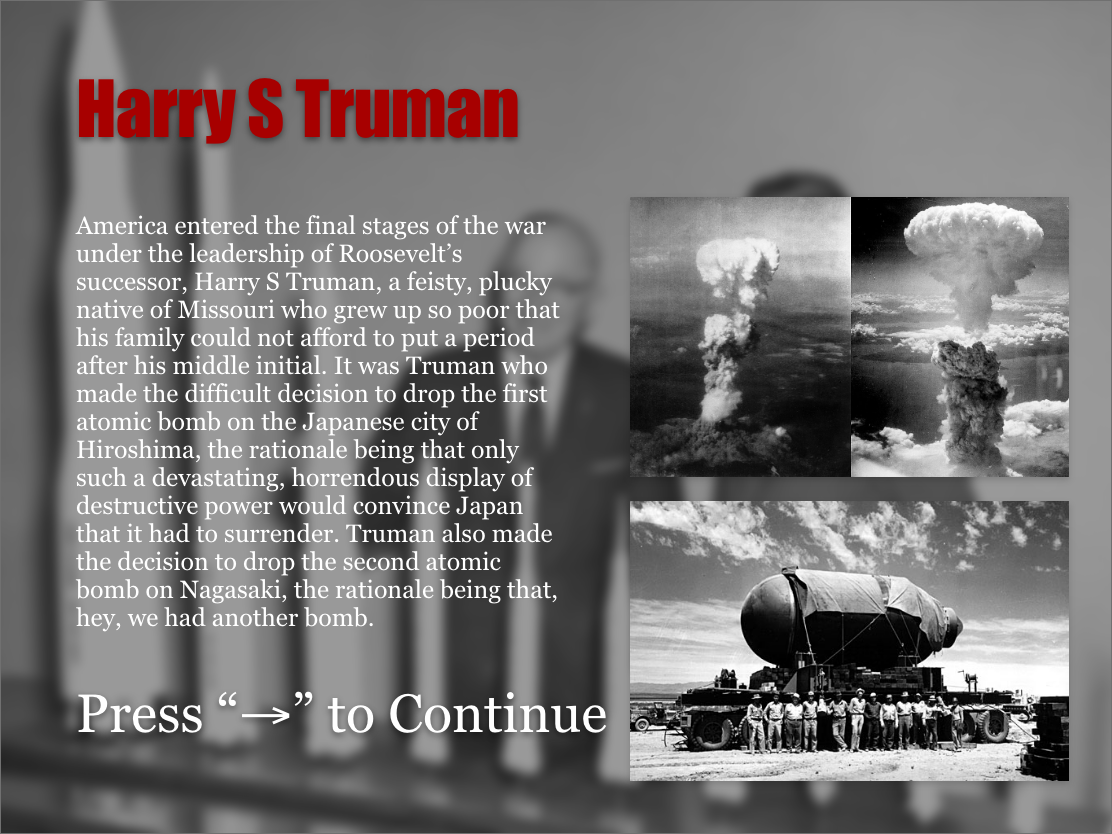 Harry S Truman
America entered the final stages of the war
under the leadership of Roosevelt’s
successor, Harry S Truman, a feisty, plucky
native of Missouri who grew up so poor that
his family could not afford to put a period
after his middle initial. It was Truman who
made the difficult decision to drop the first
atomic bomb on the Japanese city of
Hiroshima, the rationale being that only
such a devastating, horrendous display of
destructive power would convince Japan
that it had to surrender. Truman also made
the decision to drop the second atomic
bomb on Nagasaki, the rationale being that,
hey, we had another bomb.
Press “→” to Continue